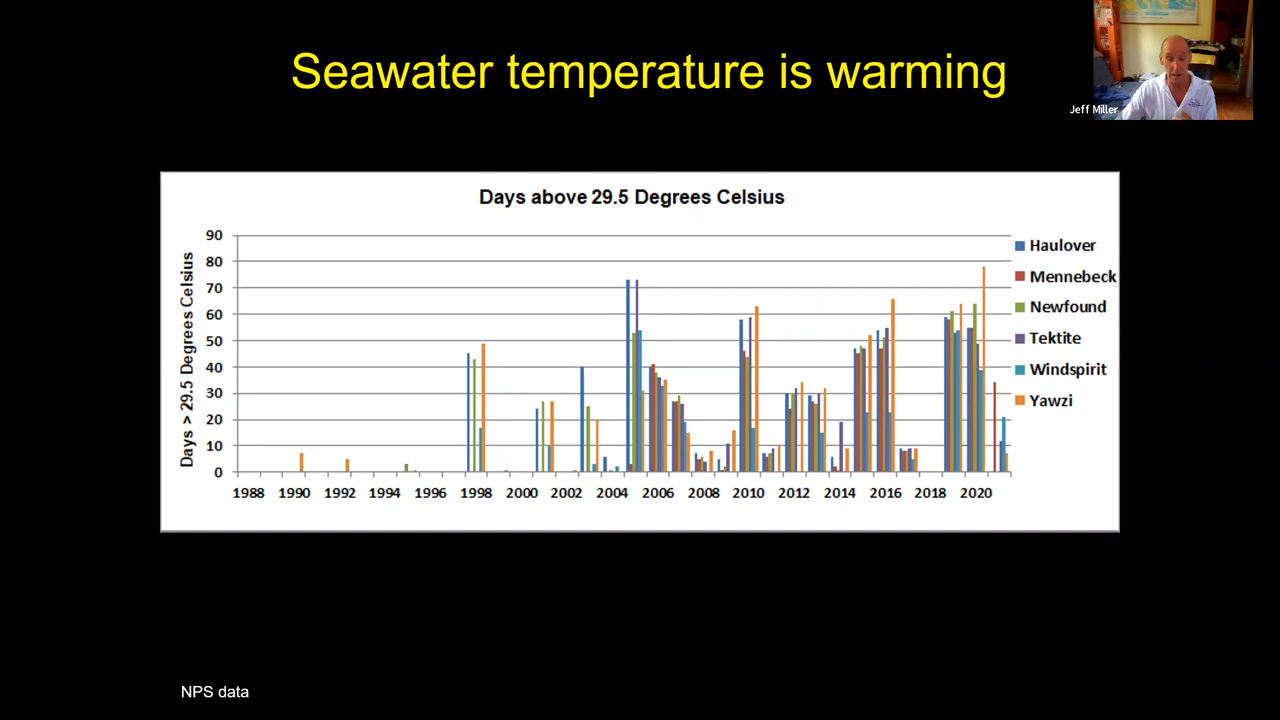 Seawater temperature is warming
Jeff Miller
Days above 29.5 Degrees Celsius
Days > 29.5 Degrees Celsius
90
80
70
60
50
40
30
20
10
0
1988 1990 1992 1994 1996 1998 2000 2002 2004 2006 2008 2010 2012 2014 2016 2018 2020
Haulover
Mennebeck
Newfound
Tektite
Windspirit
Yawzi
NPS data